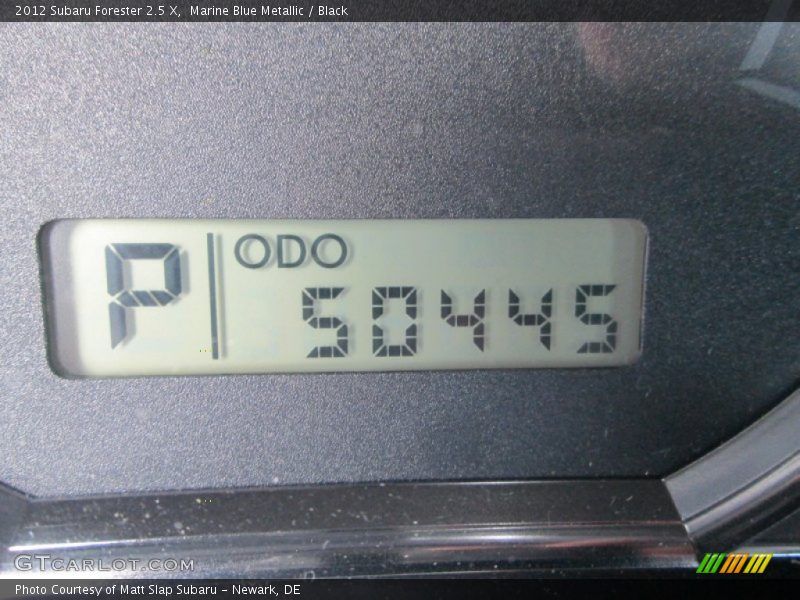 2012 Subaru Forester 2.5 X,  Marine Blue Metallic / Black
P ODO
50445
GTCARLOT.COM
Photo Courtesy of Matt Slap Subaru - Newark, DE